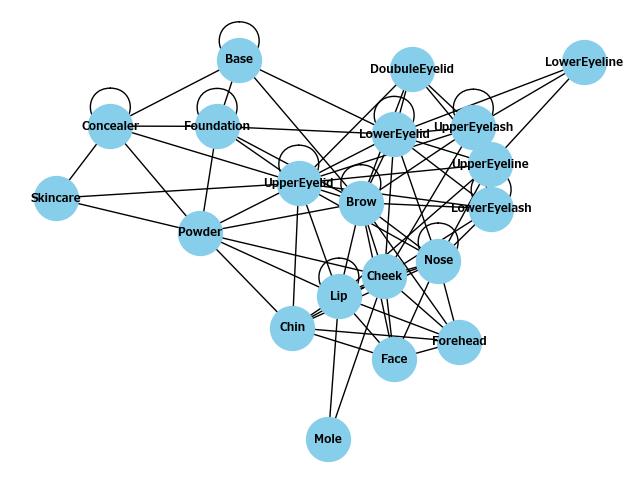 Base
LowerEyeline
DoubuleEyelid
Concealer
Foundation
LowerEyelid
UpperEyelash
UpperEyeline
UpperEyelid
Skincare
Brow
LowerEyelash
Powder
Nose
Cheek
Lip
Chin
Forehead
Face
Mole